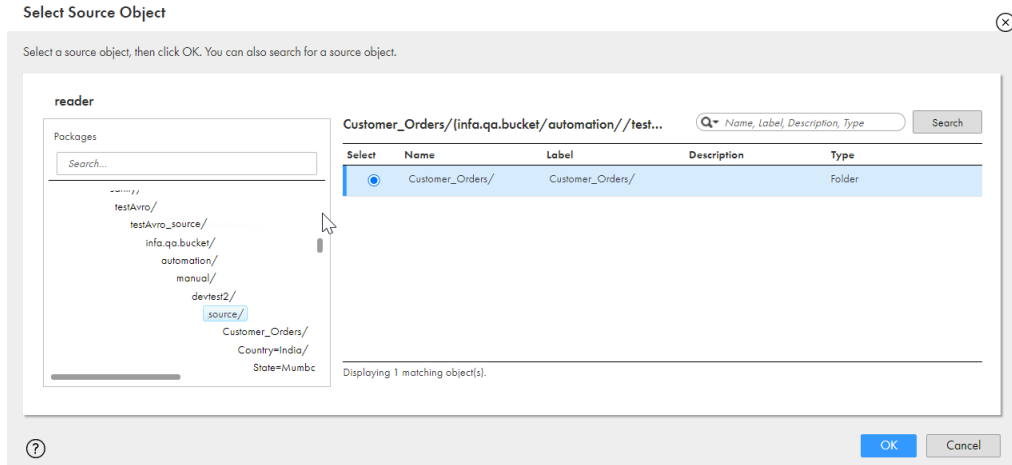 Select Source Object
Select a source object, then click OK. You can also search for a source object.
reader
Packages
Search...
testAvro/
testAvro_source/
infa.qa.bucket/
automation/
manual/
devtest2/
source/
Customer_Orders/
Country=India/
State=Mumbc
Customer_Orders/(infa.qa.bucket/automation//test...
Name, Label, Description, Type
Search
Select Name Label Description Type
Customer_Orders/ Customer_Orders/ Folder
Displaying 1 matching object(s).
?
OK Cancel